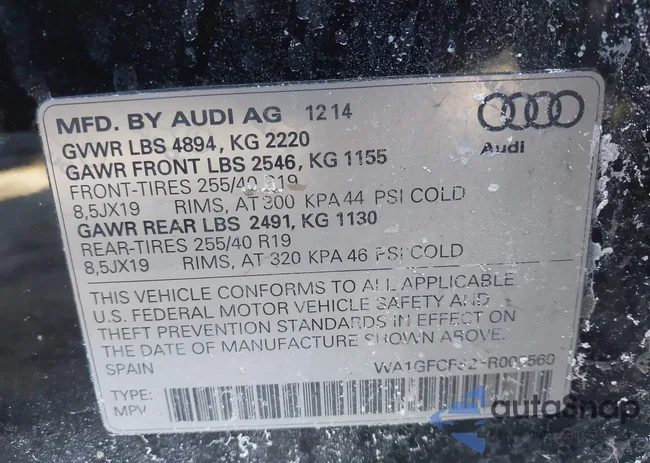 MFD. BY AUDI AG 12 14
GVWR LBS 4894, KG 2220
GAWR FRONT LBS 2546, KG 1155
FRONT-TIRES 255/40 R19
8,5JX19 RIMS, AT 300 KPA 44 PSI COLD
GAWR REAR LBS 2491, KG 1130
REAR-TIRES 255/40 R19
8,5JX19 RIMS, AT 320 KPA 46 PSI COLD
Audi
THIS VEHICLE CONFORMS TO ALL APPLICABLE
U.S. FEDERAL MOTOR VEHICLE SAFETY AND
THEFT PREVENTION STANDARDS IN EFFECT ON
THE DATE OF MANUFACTURE SHOWN ABOVE.
SPAIN
TYPE:
MPV
autoSnap